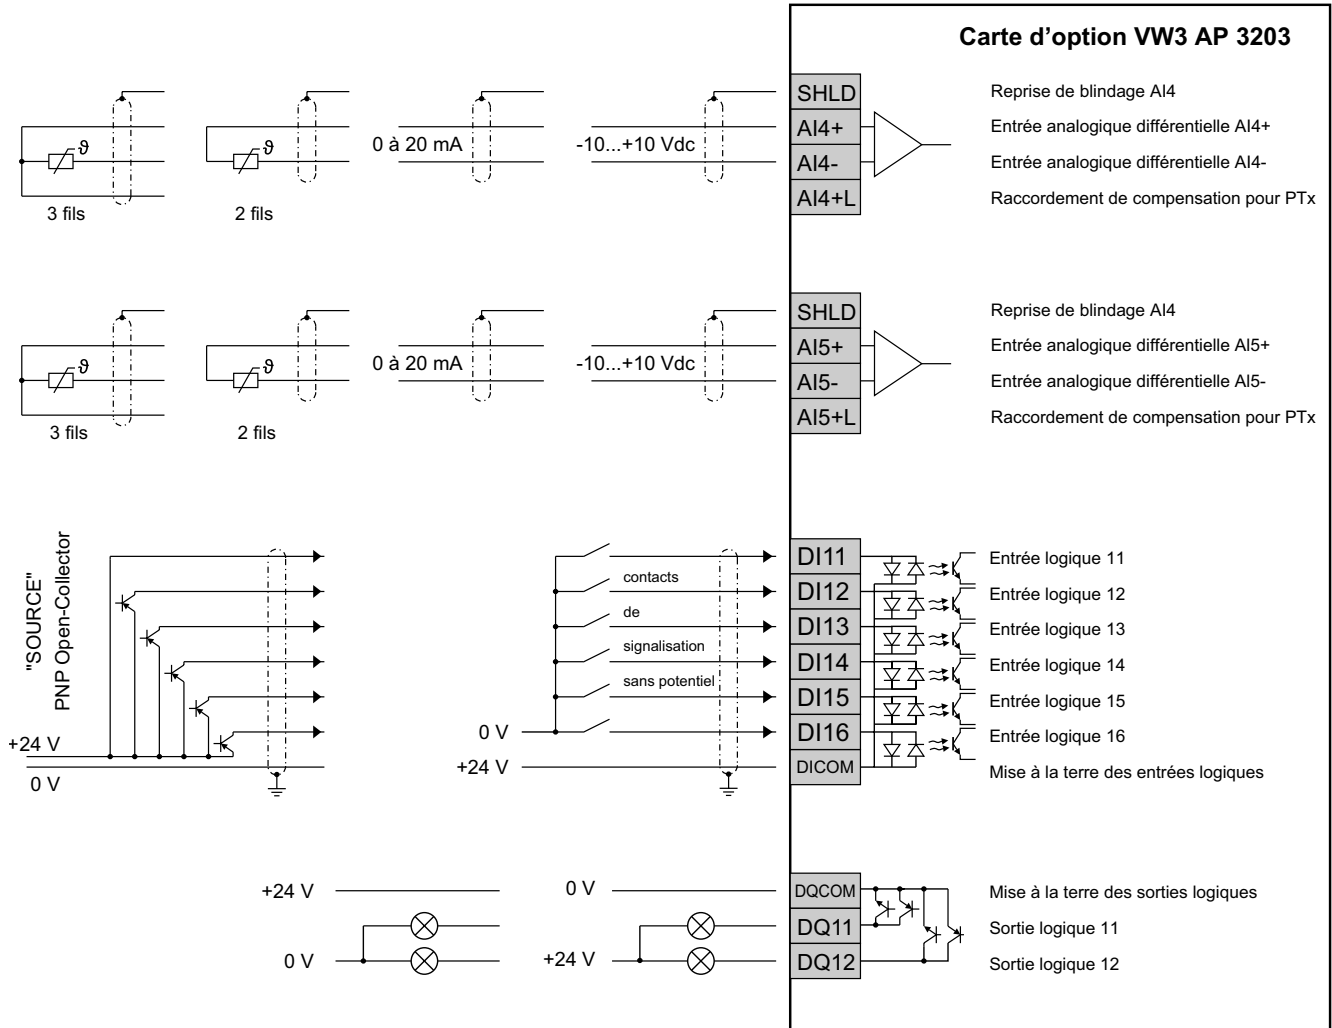 Carte d'option VW3 AP 3203
SHLD Reprise de blindage AI4
ϑ ϑ 0 à 20 mA -10...+10 Vdc AI4+ Entrée analogique différentielle AI4+
AI4- Entrée analogique différentielle AI4-
3 fils 2 fils AI4+L Raccordement de compensation pour PTx
SHLD Reprise de blindage AI4
ϑ ϑ 0 à 20 mA -10...+10 Vdc AI5+ Entrée analogique différentielle AI5+
AI5- Entrée analogique différentielle AI5-
3 fils 2 fils AI5+L Raccordement de compensation pour PTx
"SOURCE"
PNP Open-Collector
DI11 Entrée logique 11
contacts DI12 Entrée logique 12
de DI13 Entrée logique 13
signalisation DI14 Entrée logique 14
sans potentiel DI15 Entrée logique 15
+24 V 0 V DI16 Entrée logique 16
0 V +24 V DICOM Mise à la terre des entrées logiques
+24 V 0 V DQCOM Mise à la terre des sorties logiques
DQ11 Sortie logique 11
0 V +24 V DQ12 Sortie logique 12